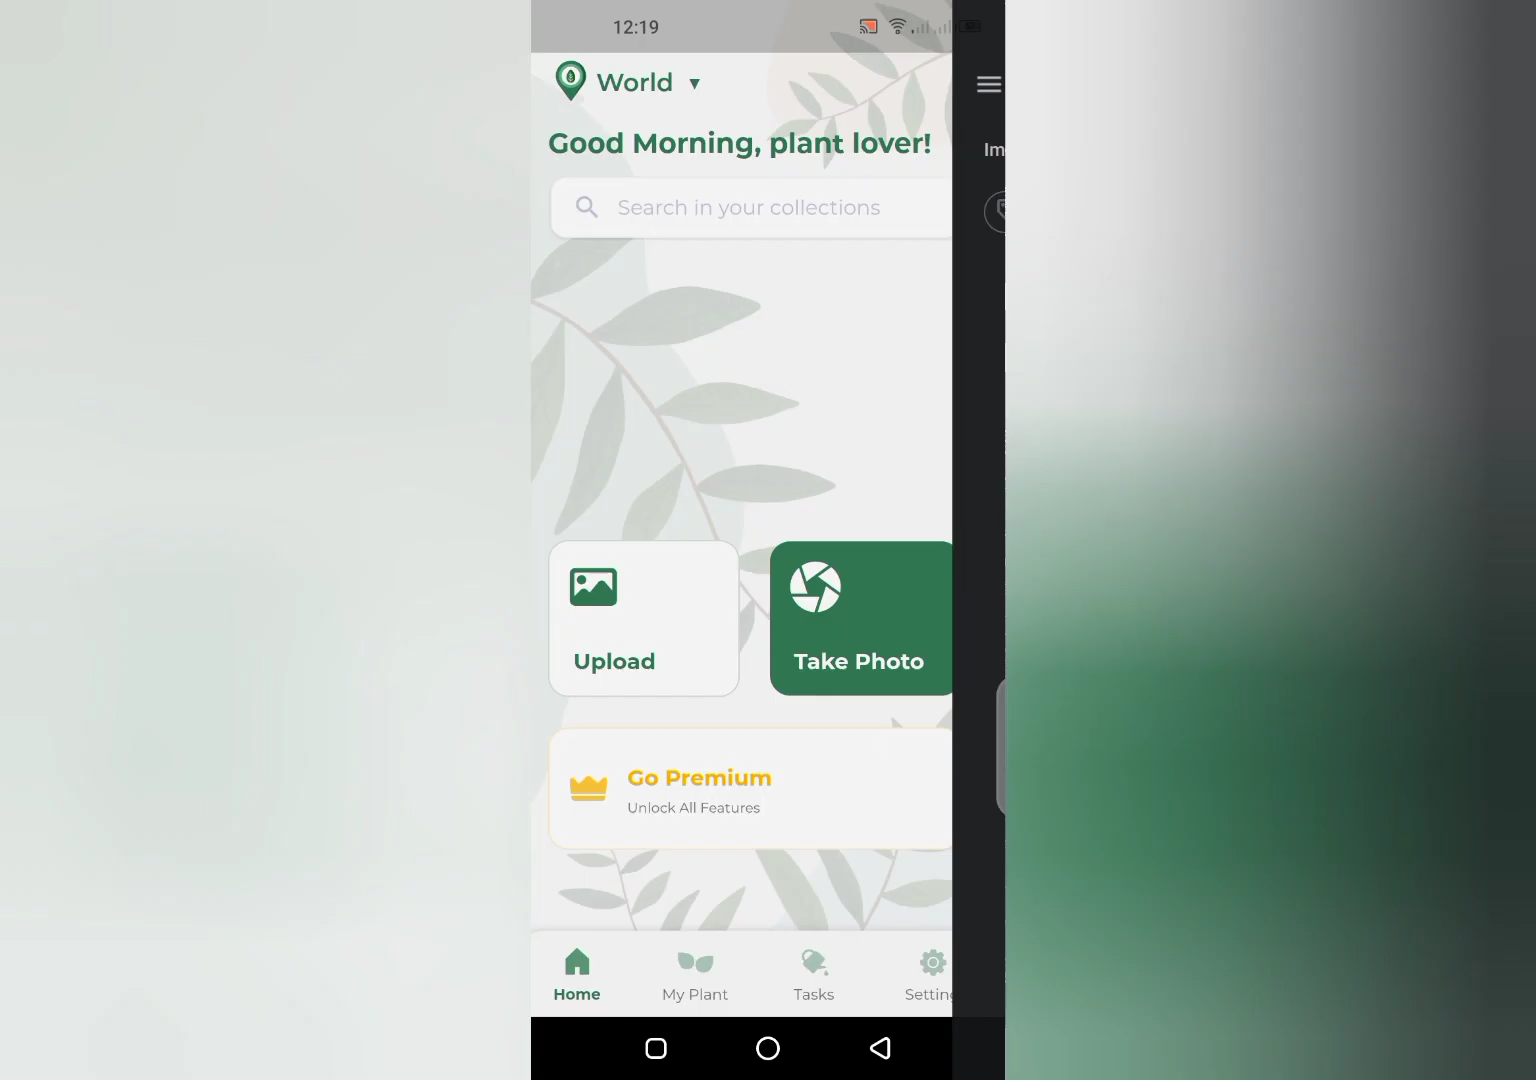 12:19
World
Good Morning, plant lover!
Im
Search in your collections
Upload
Take Photo
Go Premium
Unlock All Features
Home
My Plant
Tasks
Setting